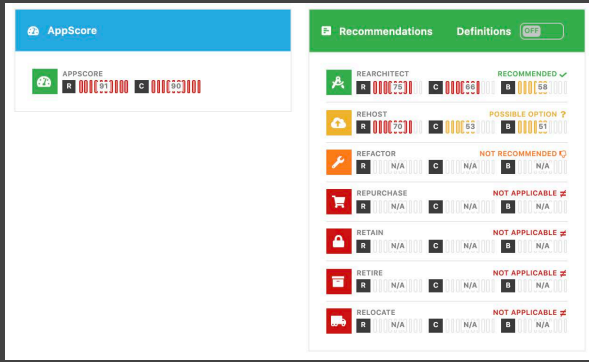 AppScore
APPSCORE
R 91 C 90
Recommendations Definitions OFF
REARCHITECT RECOMMENDED
R 75 C 66 B 58
REHOST POSSIBLE OPTION ?
R 70 C 53 B 51
REFACTOR NOT RECOMMENDED
R N/A C N/A B N/A
REPURCHASE NOT APPLICABLE ≠
R N/A C N/A B N/A
RETAIN NOT APPLICABLE ≠
R N/A C N/A B N/A
RETIRE NOT APPLICABLE ≠
R N/A C N/A B N/A
RELOCATE NOT APPLICABLE ≠
R N/A C N/A B N/A